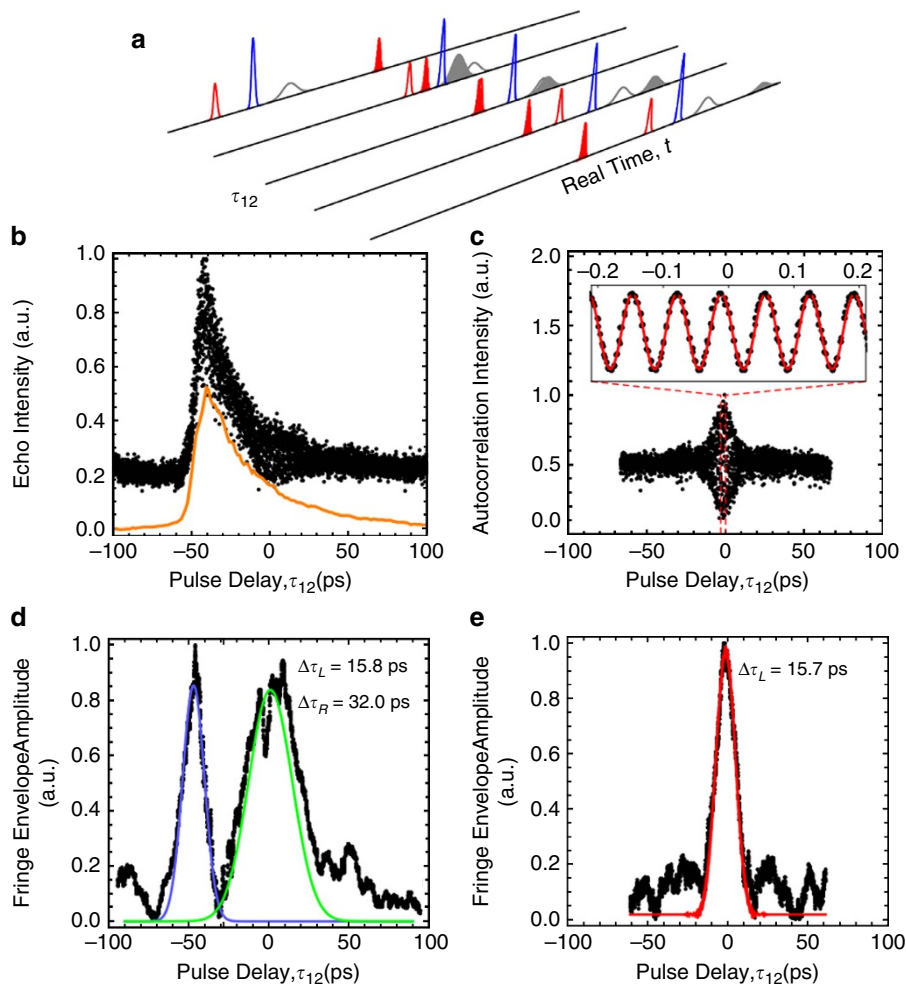 a
τ12
Real Time, t
b
Echo Intensity (a.u.)
1.0
0.8
0.6
0.4
0.2
0.0
−100
−50
0
50
100
Pulse Delay,τ12(ps)
c
Autocorrelation Intensity (a.u.)
2.0
1.5
1.0
0.5
0.0
−0.2
−0.1
0
0.1
0.2
−100
−50
0
50
100
Pulse Delay,τ12(ps)
d
Fringe EnvelopeAmplitude
(a.u.)
1.0
0.8
0.6
0.4
0.2
0.0
ΔτL = 15.8 ps
ΔτR = 32.0 ps
−100
−50
0
50
100
Pulse Delay,τ12(ps)
e
Fringe EnvelopeAmplitude
(a.u.)
1.0
0.8
0.6
0.4
0.2
0.0
ΔτL = 15.7 ps
−100
−50
0
50
100
Pulse Delay,τ12(ps)